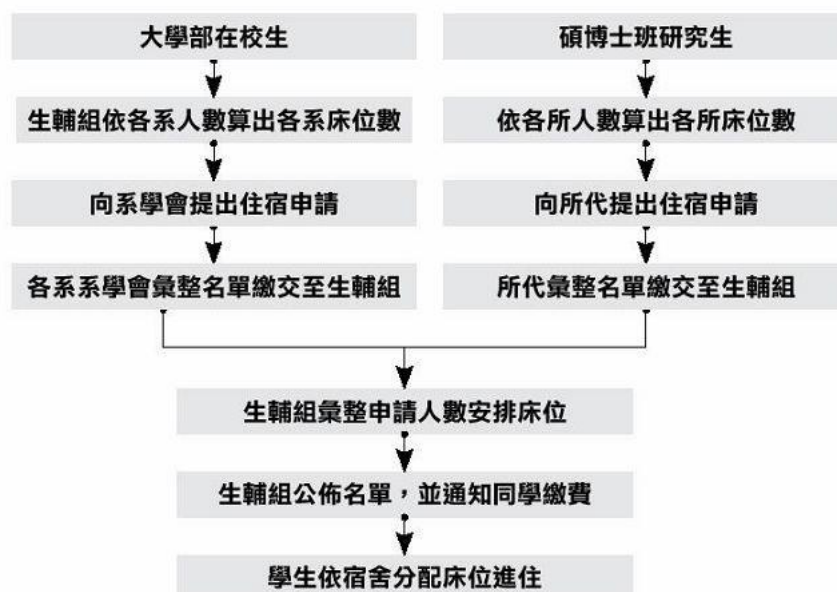 大學部在校生
碩博士班研究生
生輔組依各系人數算出各系床位數
依各所人數算出各所床位數
向系學會提出住宿申請
向所代提出住宿申請
各系系學會彙整名單繳交至生輔組
所代彙整名單繳交至生輔組
生輔組彙整申請人數安排床位
生輔組公佈名單，並通知同學繳費
學生依宿舍分配床位進住